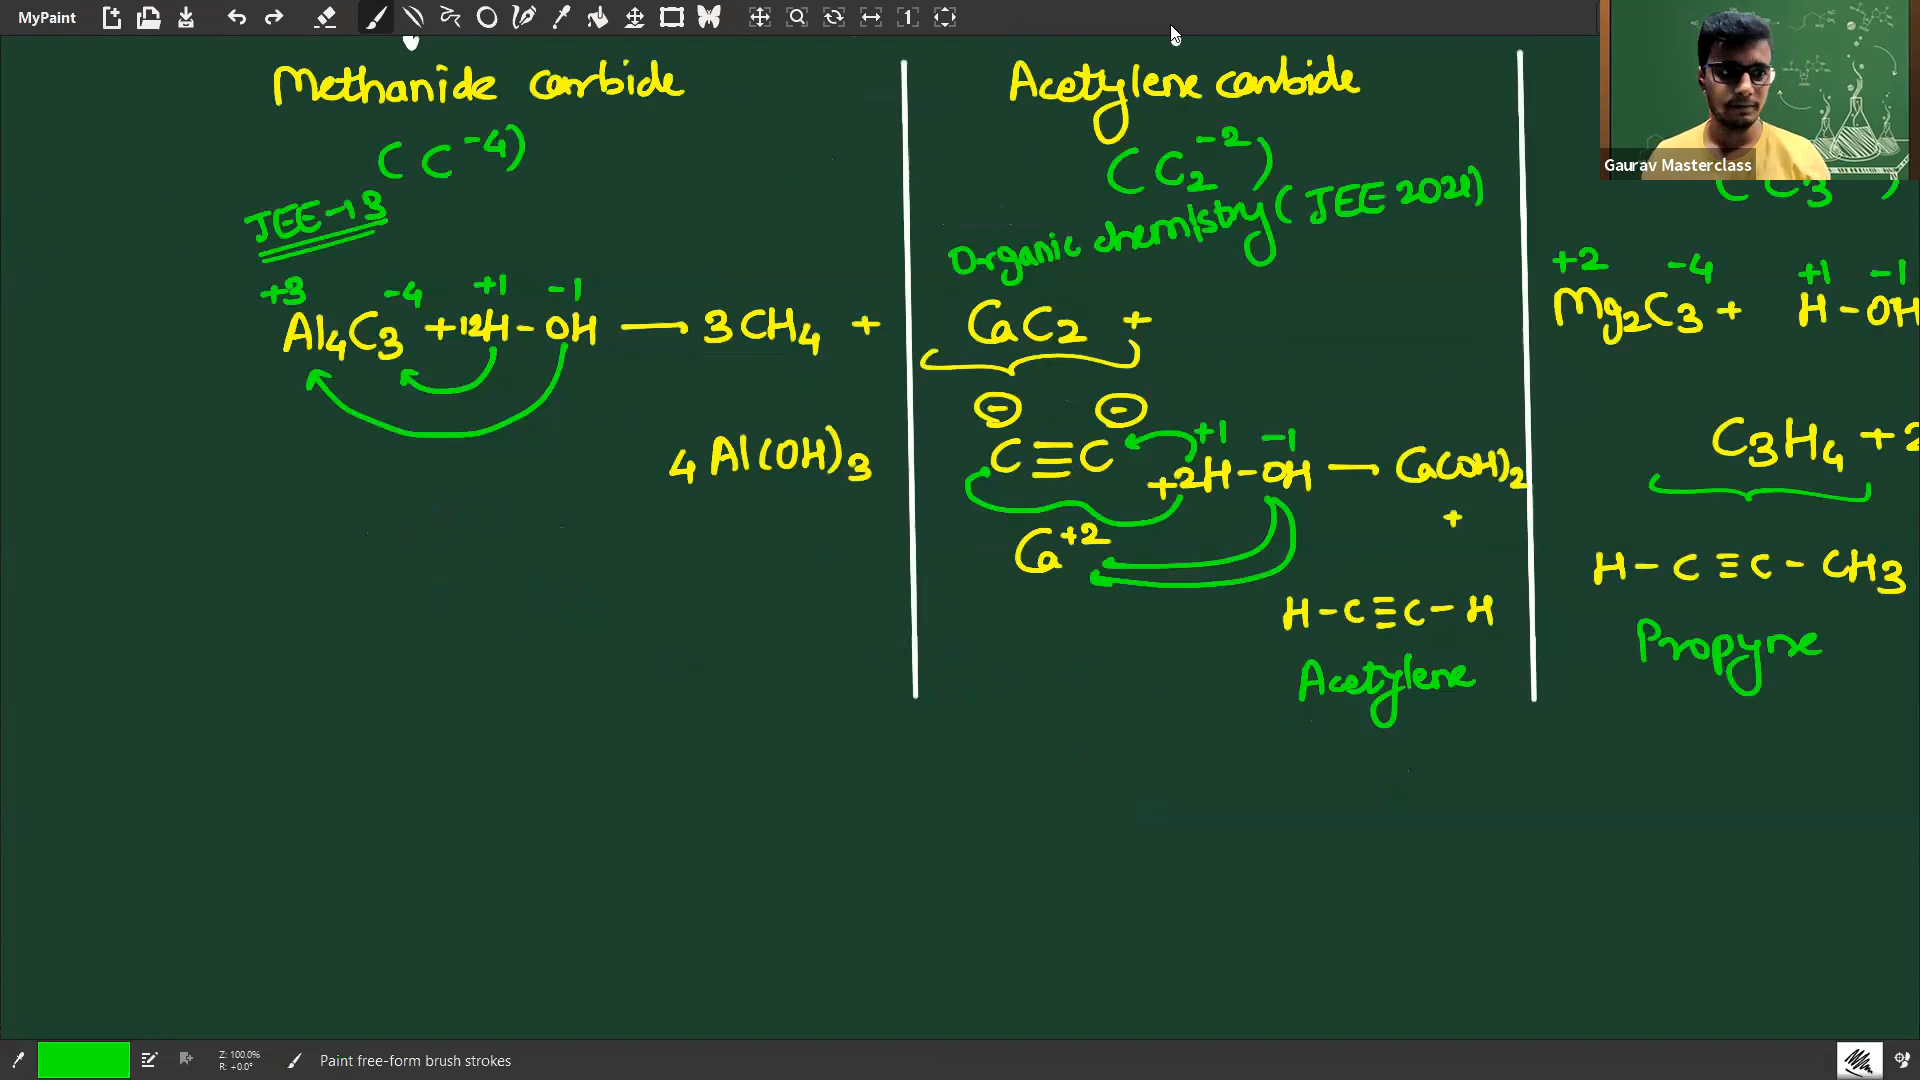 MyPaint
Methanide carbide
(C⁻⁴)
JEE-13
+3 -4 +1 -1
Al₄C₃ + 12H - OH — 3CH₄ +
4 Al(OH)₃
Acetylene carbide
(C₂⁻²)
Organic chemistry (JEE 2021)
CaC₂ +
- -
+1 -1
C≡C + 2H - OH — Ca(OH)₂
+
Ca⁺²
H - C ≡ C - H
Acetylene
Gaurav Masterclass
(C₃ )
+2 -4 +1 -1
Mg₂C₃ + H - OH
C₃H₄ + 2
H - C ≡ C - CH₃
Propyne
Z: 100.0%
R: +0.0°
Paint free-form brush strokes